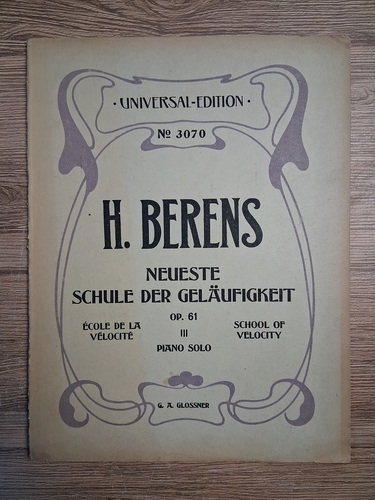 · UNIVERSAL-EDITION ·
№ 3070
H. BERENS
NEUESTE
SCHULE DER GELÄUFIGKEIT
OP. 61
ÉCOLE DE LA
VÉLOCITÉ
III
SCHOOL OF
VELOCITY
PIANO SOLO
G. A. GLOSSNER